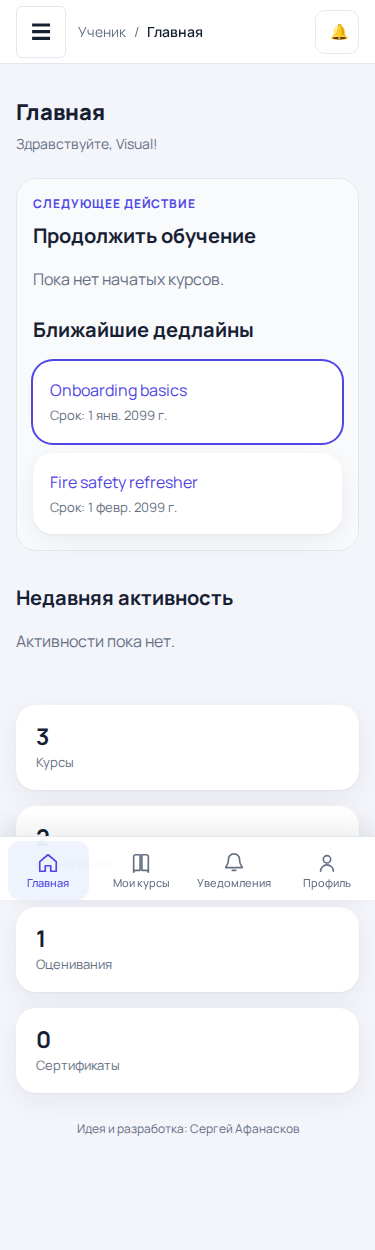 Ученик / Главная
Главная
Здравствуйте, Visual!
СЛЕДУЮЩЕЕ ДЕЙСТВИЕ
Продолжить обучение
Пока нет начатых курсов.
Ближайшие дедлайны
Onboarding basics
Срок: 1 янв. 2099 г.
Fire safety refresher
Срок: 1 февр. 2099 г.
Недавняя активность
Активности пока нет.
3
Курсы
2
Главная Мои курсы Уведомления Профиль
1
Оценивания
0
Сертификаты
Идея и разработка: Сергей Афанасков